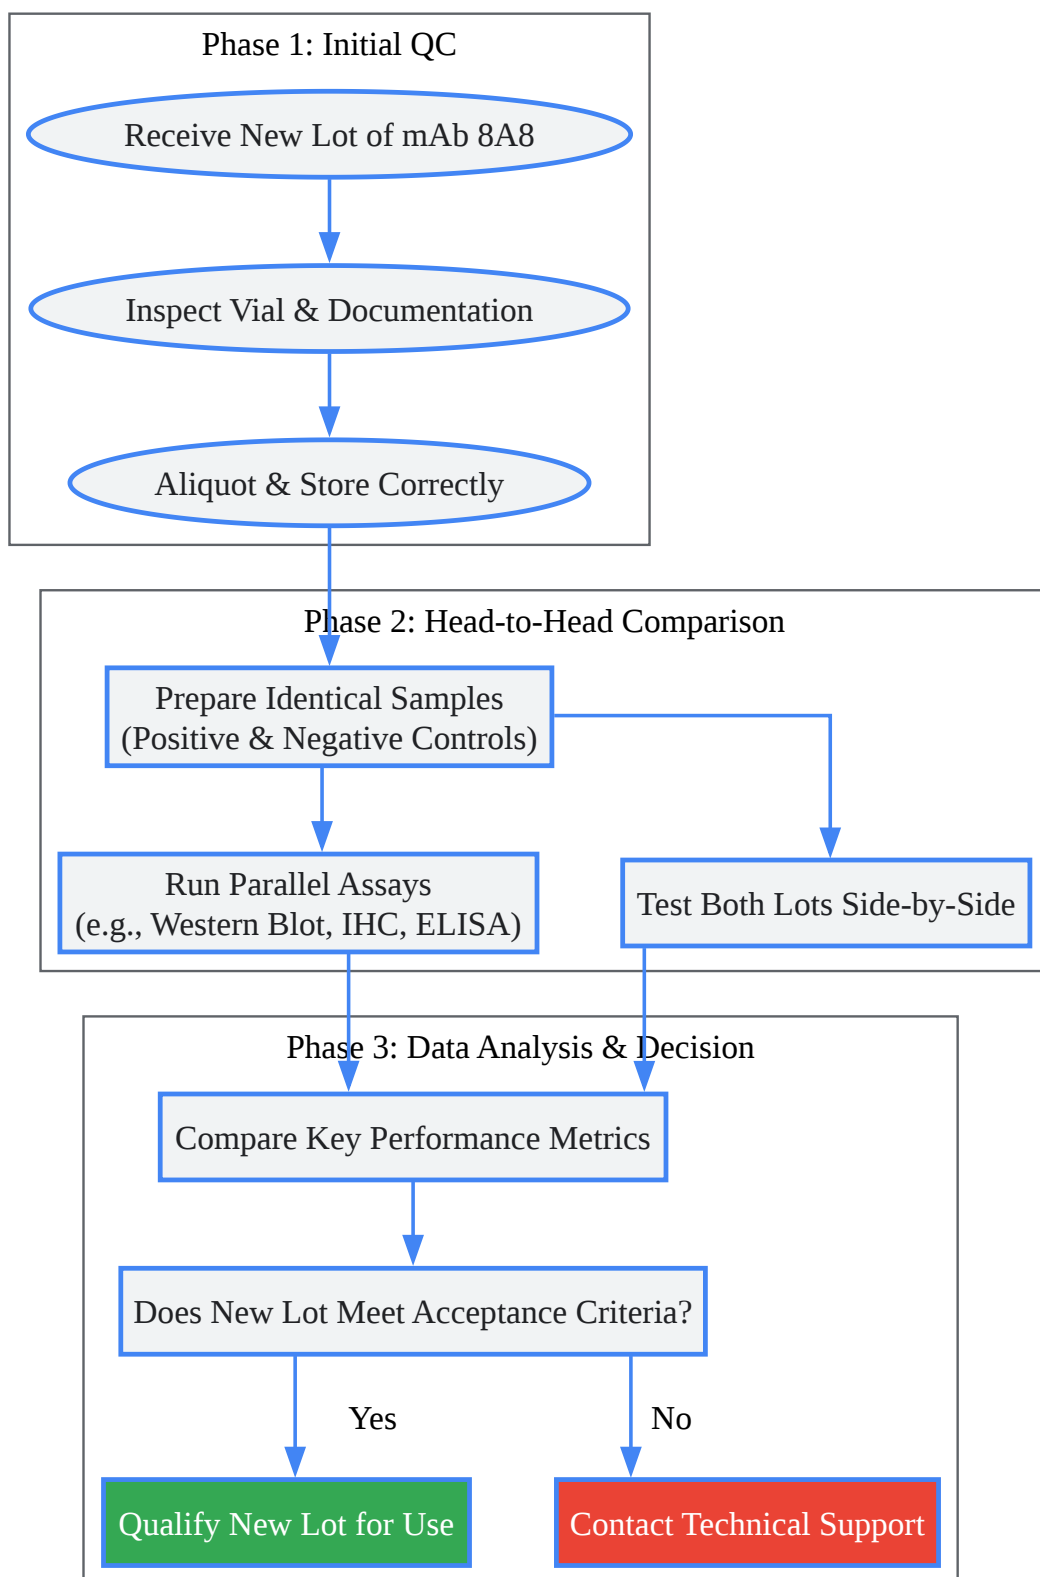 Phase 1: Initial QC
Receive New Lot of mAb 8A8
Inspect Vial & Documentation
Aliquot & Store Correctly
Phase 2: Head-to-Head Comparison
Prepare Identical Samples
(Positive & Negative Controls)
Run Parallel Assays
(e.g., Western Blot, IHC, ELISA)
Test Both Lots Side-by-Side
Phase 3: Data Analysis & Decision
Compare Key Performance Metrics
Does New Lot Meet Acceptance Criteria?
Yes
No
Qualify New Lot for Use
Contact Technical Support